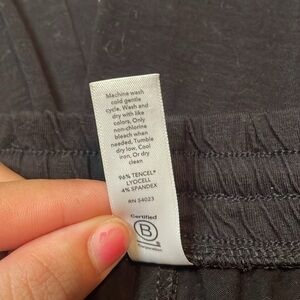 Machine wash
cold gentle
cycle, Wash and
dry with like
colors, Only
non-chlorine
bleach when
needed, Tumble
dry low, Cool
iron, Or dry
clean
96% TENCEL®
LYOCELL
4% SPANDEX
RN 54023
Certified
B
Corporation